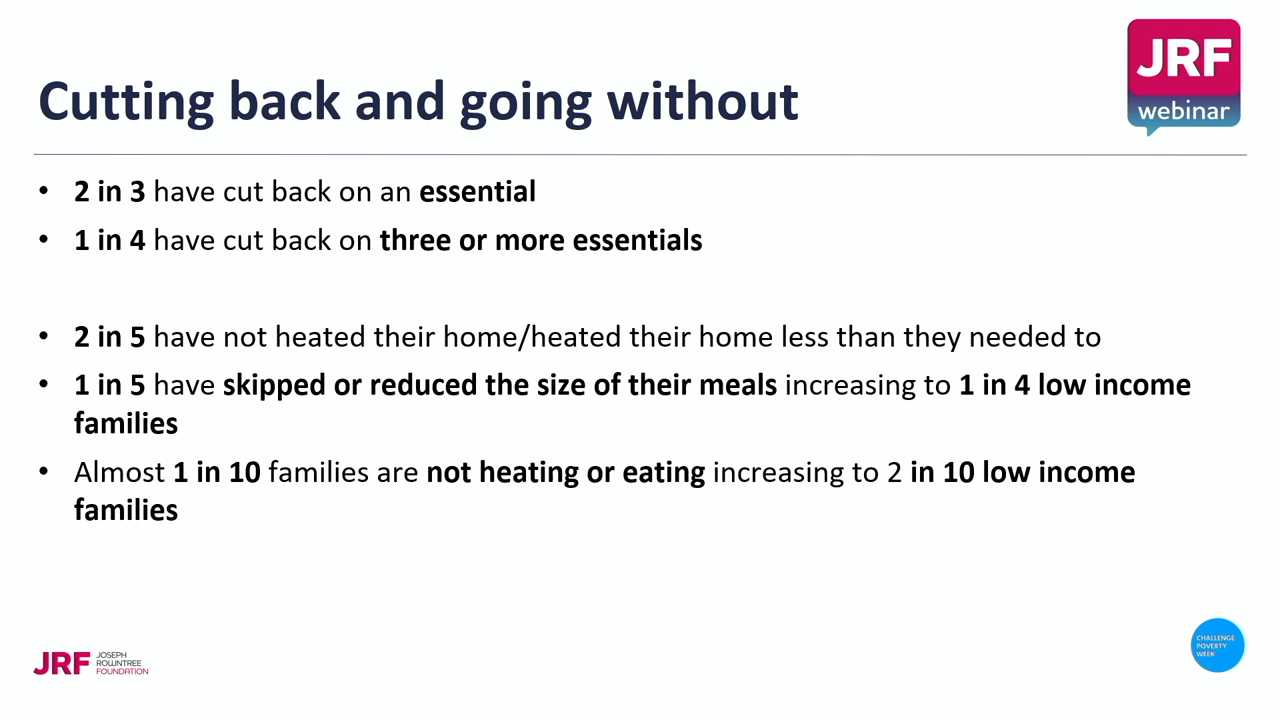 JRF
webinar
Cutting back and going without
• 2 in 3 have cut back on an essential
• 1 in 4 have cut back on three or more essentials
• 2 in 5 have not heated their home/heated their home less than they needed to
• 1 in 5 have skipped or reduced the size of their meals increasing to 1 in 4 low income
families
• Almost 1 in 10 families are not heating or eating increasing to 2 in 10 low income
families
JRF
JOSEPH
ROWNTREE
FOUNDATION
CHALLENGE
POVERTY
WEEK